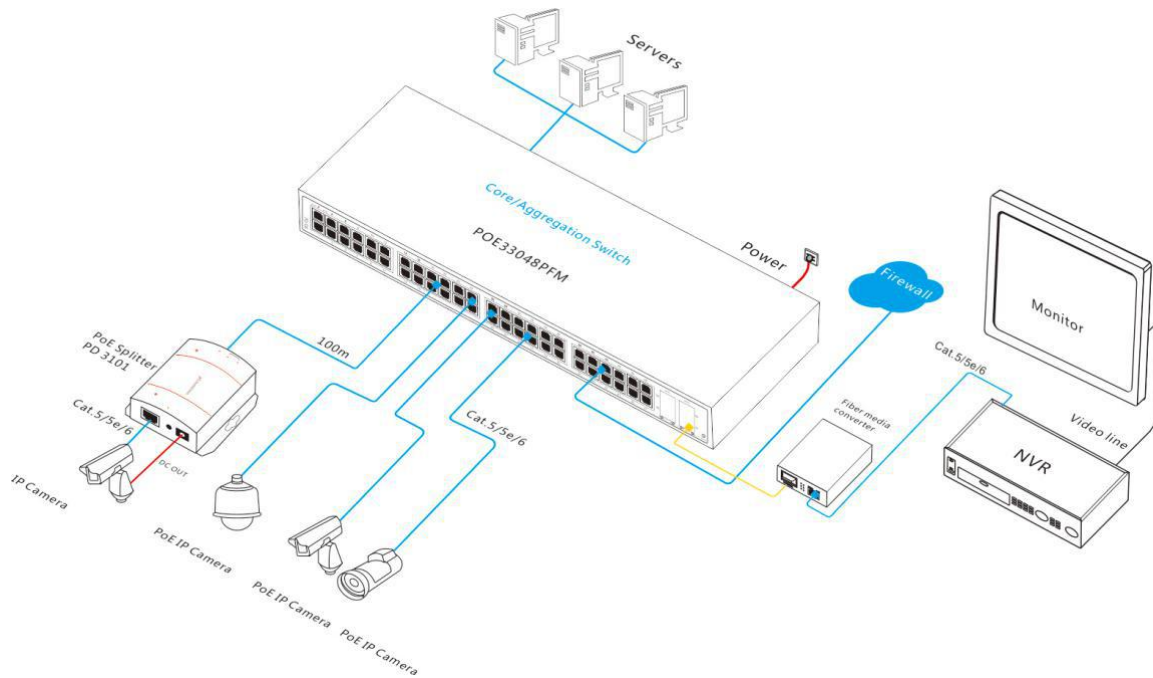 Servers
Core/Aggregation Switch
POE33048PFM
Power
Firewall
Monitor
PoE Splitter
PD 3101
100m
Cat.5/5e/6
Cat.5/5e/6
Cat.5/5e/6
Fiber media
converter
Video line
NVR
DC OUT
IP Camera
PoE IP Camera
PoE IP Camera
PoE IP Camera